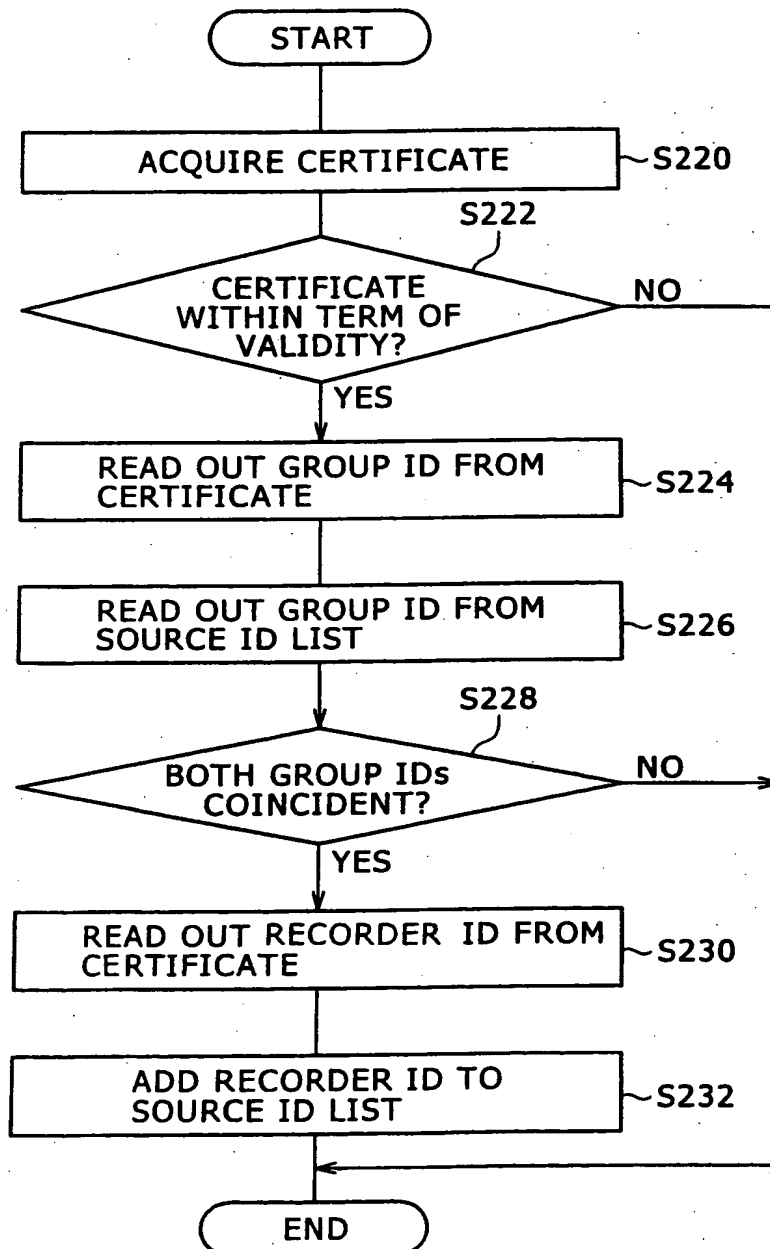 START
ACQUIRE CERTIFICATE
S220
S222
CERTIFICATE
WITHIN TERM OF
VALIDITY?
NO
YES
READ OUT GROUP ID FROM
CERTIFICATE
S224
READ OUT GROUP ID FROM
SOURCE ID LIST
S226
S228
BOTH GROUP IDs
COINCIDENT?
NO
YES
READ OUT RECORDER ID FROM
CERTIFICATE
S230
ADD RECORDER ID TO
SOURCE ID LIST
S232
END